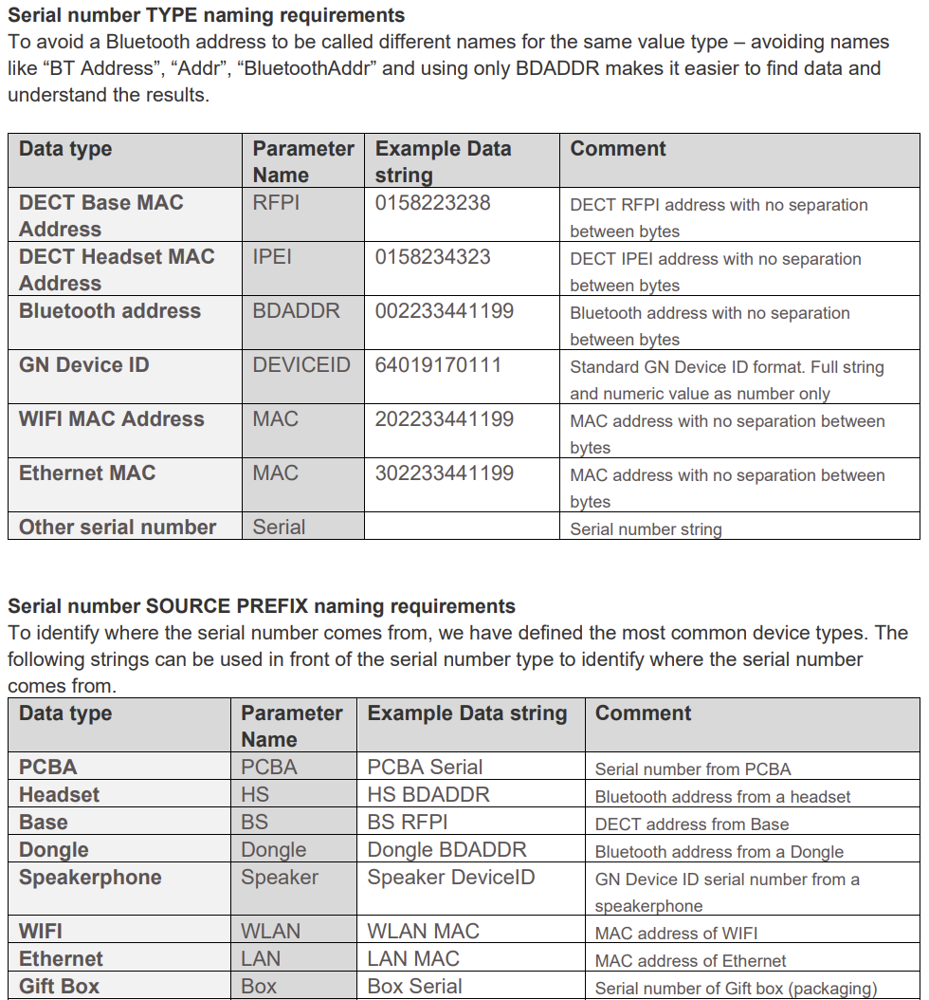 Serial number TYPE naming requirements
To avoid a Bluetooth address to be called different names for the same value type – avoiding names
like “BT Address”, “Addr”, “BluetoothAddr” and using only BDADDR makes it easier to find data and
understand the results.
Data type Parameter Name Example Data string Comment
DECT Base MAC Address RFPI 0158223238 DECT RFPI address with no separation between bytes
DECT Headset MAC Address IPEI 0158234323 DECT IPEI address with no separation between bytes
Bluetooth address BDADDR 002233441199 Bluetooth address with no separation between bytes
GN Device ID DEVICEID 64019170111 Standard GN Device ID format. Full string and numeric value as number only
WIFI MAC Address MAC 202233441199 MAC address with no separation between bytes
Ethernet MAC MAC 302233441199 MAC address with no separation between bytes
Other serial number Serial Serial number string
Serial number SOURCE PREFIX naming requirements
To identify where the serial number comes from, we have defined the most common device types. The
following strings can be used in front of the serial number type to identify where the serial number
comes from.
Data type Parameter Name Example Data string Comment
PCBA PCBA PCBA Serial Serial number from PCBA
Headset HS HS BDADDR Bluetooth address from a headset
Base BS BS RFPI DECT address from Base
Dongle Dongle Dongle BDADDR Bluetooth address from a Dongle
Speakerphone Speaker Speaker DeviceID GN Device ID serial number from a speakerphone
WIFI WLAN WLAN MAC MAC address of WIFI
Ethernet LAN LAN MAC MAC address of Ethernet
Gift Box Box Box Serial Serial number of Gift box (packaging)